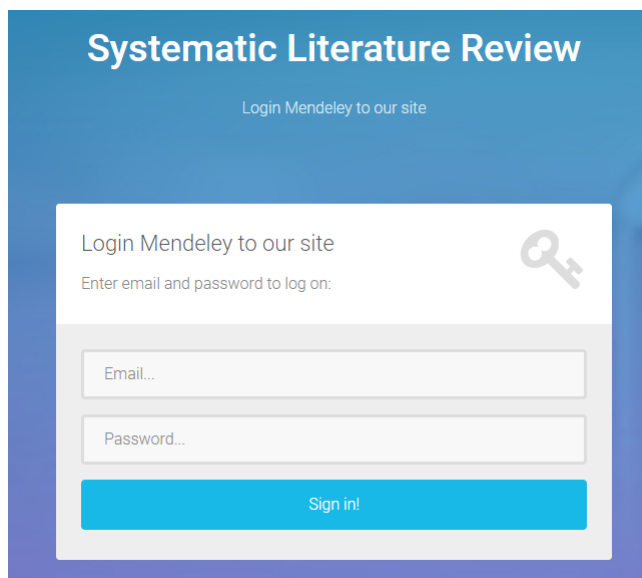 Systematic Literature Review
Login Mendeley to our site
Login Mendeley to our site
Enter email and password to log on:
Email...
Password...
Sign in!